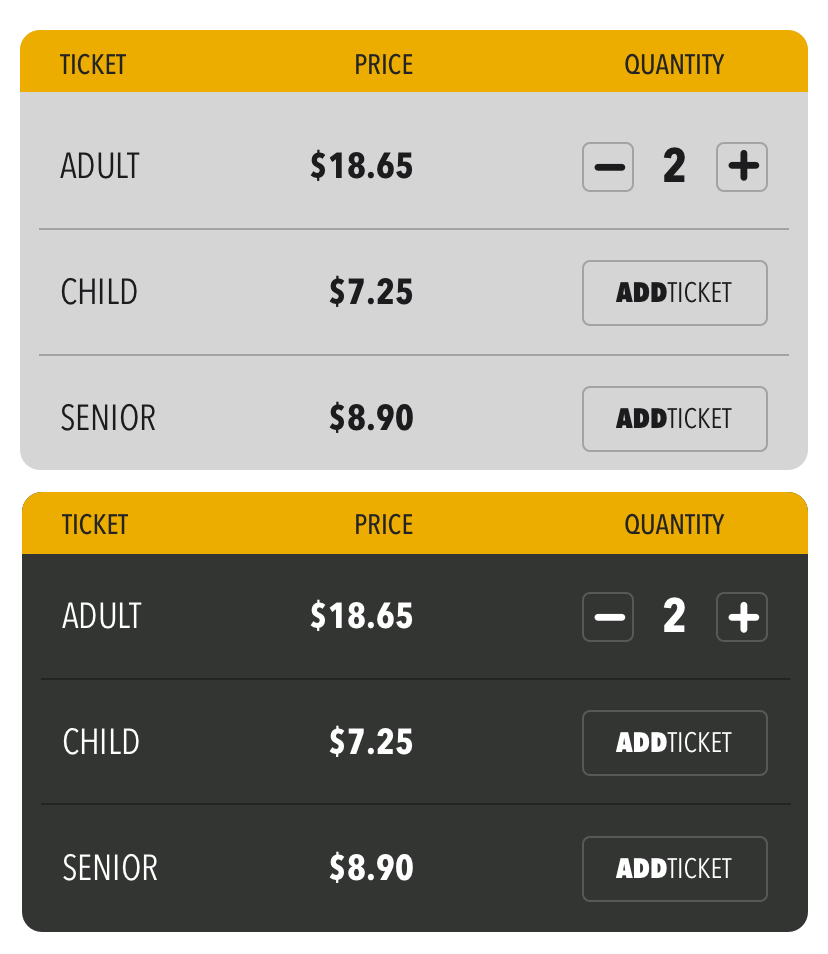 TICKET PRICE QUANTITY
ADULT $18.65 − 2 +
CHILD $7.25 ADDTICKET
SENIOR $8.90 ADDTICKET
TICKET PRICE QUANTITY
ADULT $18.65 − 2 +
CHILD $7.25 ADDTICKET
SENIOR $8.90 ADDTICKET